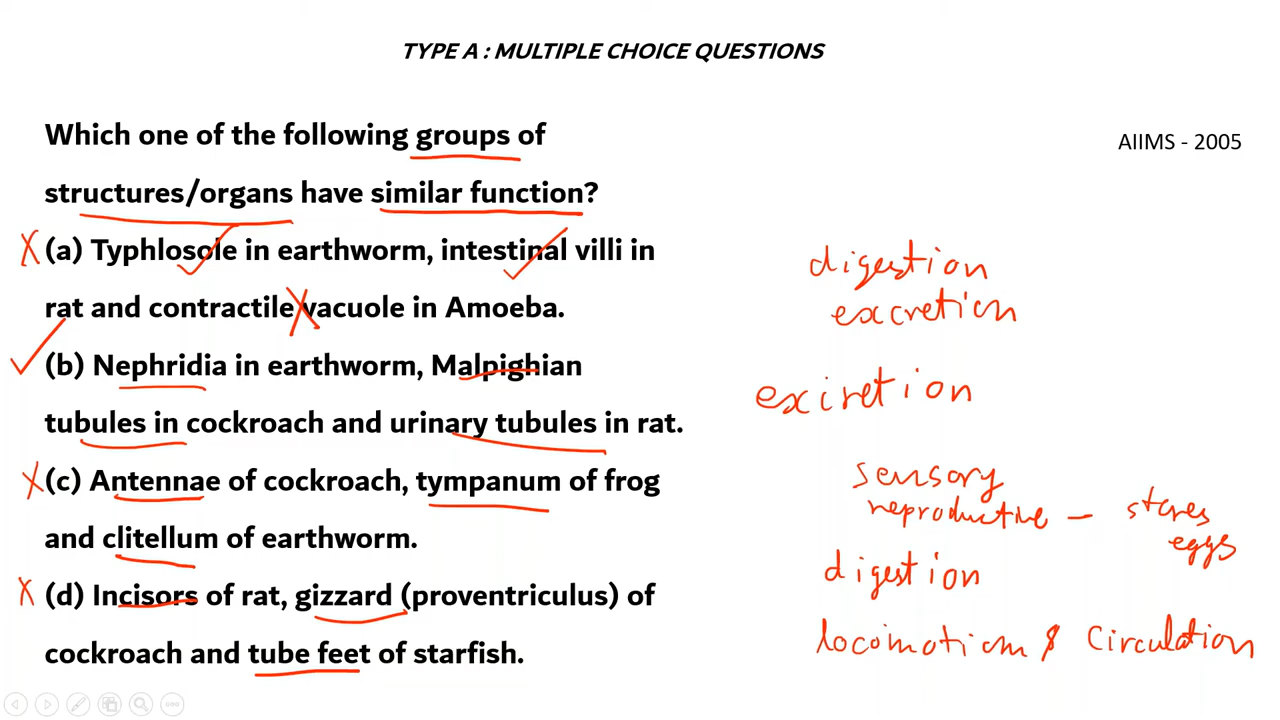 TYPE A : MULTIPLE CHOICE QUESTIONS
Which one of the following groups of
AIIMS - 2005
structures/organs have similar function?
(a) Typhlosole in earthworm, intestinal villi in
rat and contractile vacuole in Amoeba.
digestion
excretion
(b) Nephridia in earthworm, Malpighian
tubules in cockroach and urinary tubules in rat.
exiretion
(c) Antennae of cockroach, tympanum of frog
and clitellum of earthworm.
sensory
reproductive - stores
eggs
(d) Incisors of rat, gizzard (proventriculus) of
cockroach and tube feet of starfish.
digestion
locomotion & Circulation